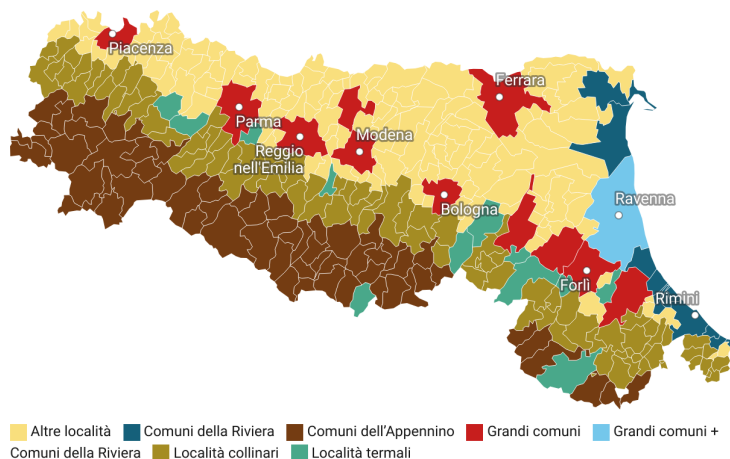 Piacenza
Ferrara
Parma
Modena
Reggio
nell'Emilia
Bologna
Ravenna
Forlì
Rimini
Altre località Comuni della Riviera Comuni dell'Appennino Grandi comuni Grandi comuni +
Comuni della Riviera Località collinari Località termali